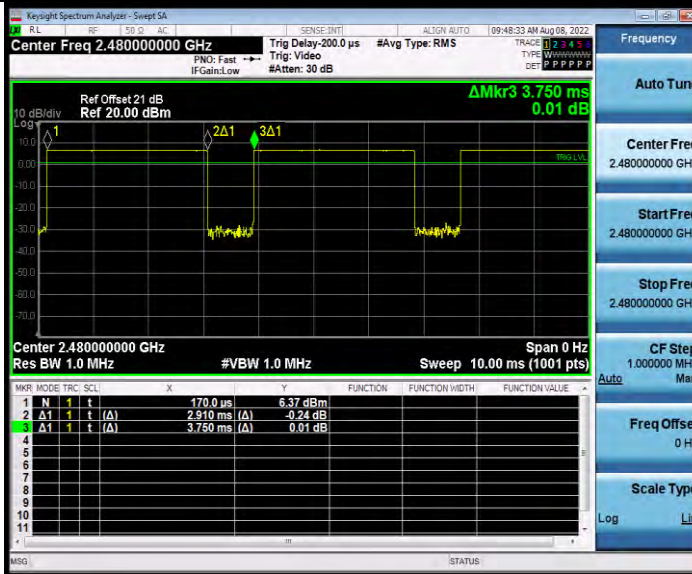 Keysight Spectrum Analyzer - Swept SA
RL RF 50 Ω AC SENSE:INT ALIGN AUTO 09:48:33 AM Aug 08, 2022
Center Freq 2.480000000 GHz
PNO: Fast
IFGain:Low
Trig Delay-200.0 µs
Trig: Video
#Atten: 30 dB
#Avg Type: RMS
TRACE 1 2 3 4 5 6
TYPE W
DET P P P P P P
Frequency
Auto Tun
Center Fre
2.480000000 GH
Start Fre
2.480000000 GH
Stop Fre
2.480000000 GH
CF Step
1.000000 MH
Auto Ma
Freq Offse
0 H
Scale Type
Log Li
ΔMkr3 3.750 ms
0.01 dB
Ref Offset 21 dB
10 dB/div Ref 20.00 dBm
Log
1 2Δ1 3Δ1
10.0
0.00
TRIG LVL
-10.0
-20.0
-30.0
-40.0
-50.0
-60.0
-70.0
Center 2.480000000 GHz Span 0 Hz
Res BW 1.0 MHz #VBW 1.0 MHz Sweep 10.00 ms (1001 pts)
MKR MODE TRC SCL X Y FUNCTION FUNCTION WIDTH FUNCTION VALUE
1 N 1 t 170.0 µs 6.37 dBm
2 Δ1 1 t (Δ) 2.910 ms (Δ) -0.24 dB
3 Δ1 1 t (Δ) 3.750 ms (Δ) 0.01 dB
4
5
6
7
8
9
10
11
MSG STATUS